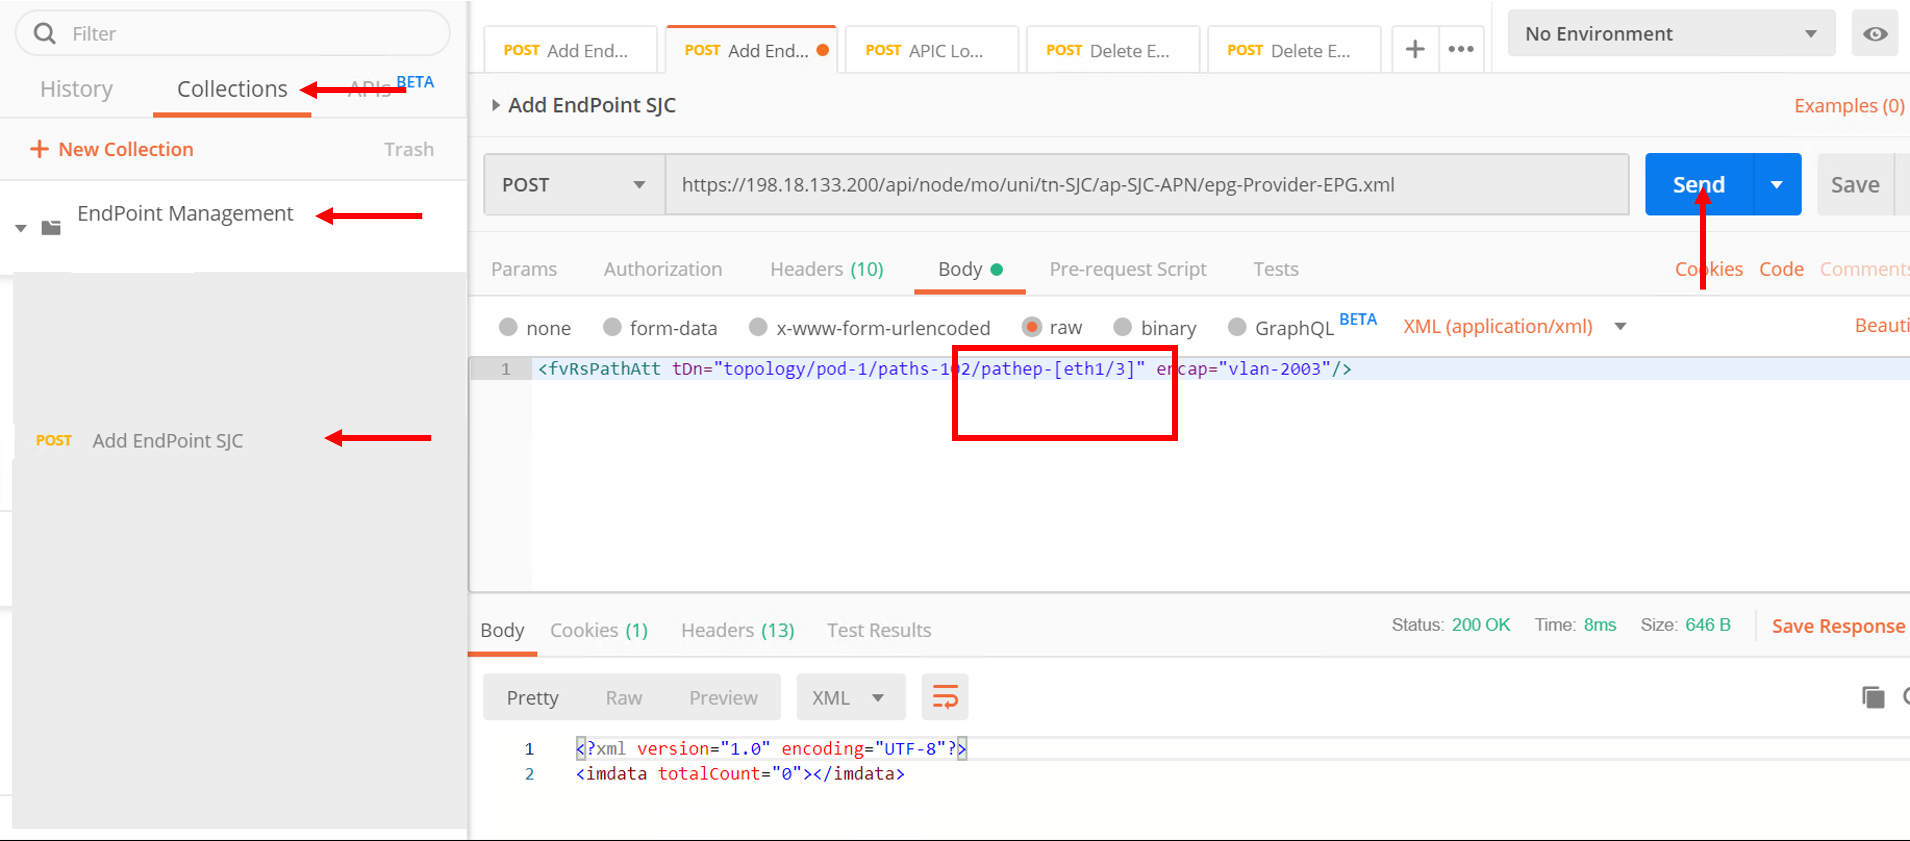 Filter
History
Collections
APIs BETA
+ New Collection
Trash
EndPoint Management
POST Add EndPoint SJC
POST Add End...
POST Add End...
POST APIC Lo...
POST Delete E...
POST Delete E...
No Environment
Add EndPoint SJC
Examples (0)
POST
https://198.18.133.200/api/node/mo/uni/tn-SJC/ap-SJC-APN/epg-Provider-EPG.xml
Send
Save
Params
Authorization
Headers (10)
Body
Pre-request Script
Tests
Cookies
Code
Comments
none
form-data
x-www-form-urlencoded
raw
binary
GraphQL BETA
XML (application/xml)
Beauti
1 <fvRsPathAtt tDn="topology/pod-1/paths-102/pathep-[eth1/3]" encap="vlan-2003"/>
Body
Cookies (1)
Headers (13)
Test Results
Status: 200 OK
Time: 8ms
Size: 646 B
Save Response
Pretty
Raw
Preview
XML
1 <?xml version="1.0" encoding="UTF-8"?>
2 <imdata totalCount="0"></imdata>